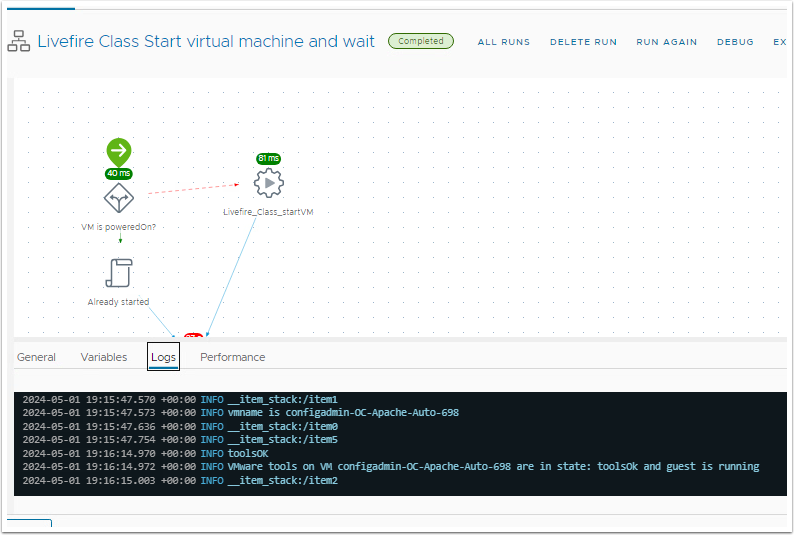 Livefire Class Start virtual machine and wait
Completed
ALL RUNS
DELETE RUN
RUN AGAIN
DEBUG
EX
81 ms
40 ms
Livefire_Class_startVM
VM is poweredOn?
Already started
General
Variables
Logs
Performance
2024-05-01 19:15:47.570 +00:00 INFO __item_stack:/item1
2024-05-01 19:15:47.573 +00:00 INFO vmname is configadmin-OC-Apache-Auto-698
2024-05-01 19:15:47.636 +00:00 INFO __item_stack:/item0
2024-05-01 19:15:47.754 +00:00 INFO __item_stack:/item5
2024-05-01 19:16:14.970 +00:00 INFO toolsOK
2024-05-01 19:16:14.972 +00:00 INFO VMware tools on VM configadmin-OC-Apache-Auto-698 are in state: toolsOk and guest is running
2024-05-01 19:16:15.003 +00:00 INFO __item_stack:/item2